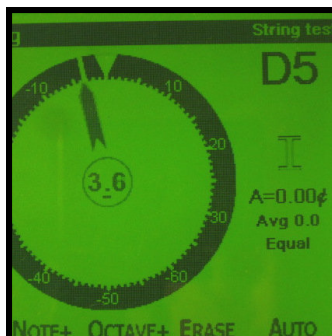 g String tes
D5
-10 10
20
3.6
A=0.00¢
30 Avg 0.0
Equal
-40 -60
-50
NOTE+ OCTAVE+ ERASE AUTO